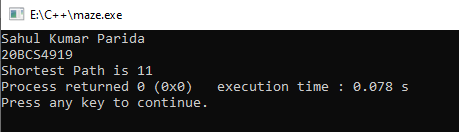 E:\C++\maze.exe
Sahul Kumar Parida
20BCS4919
Shortest Path is 11
Process returned 0 (0x0)   execution time : 0.078 s
Press any key to continue.